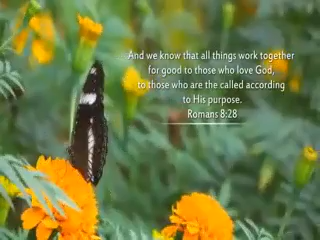 And we know that all things work together
for good to those who love God,
to those who are the called according
to His purpose.
Romans 8:28